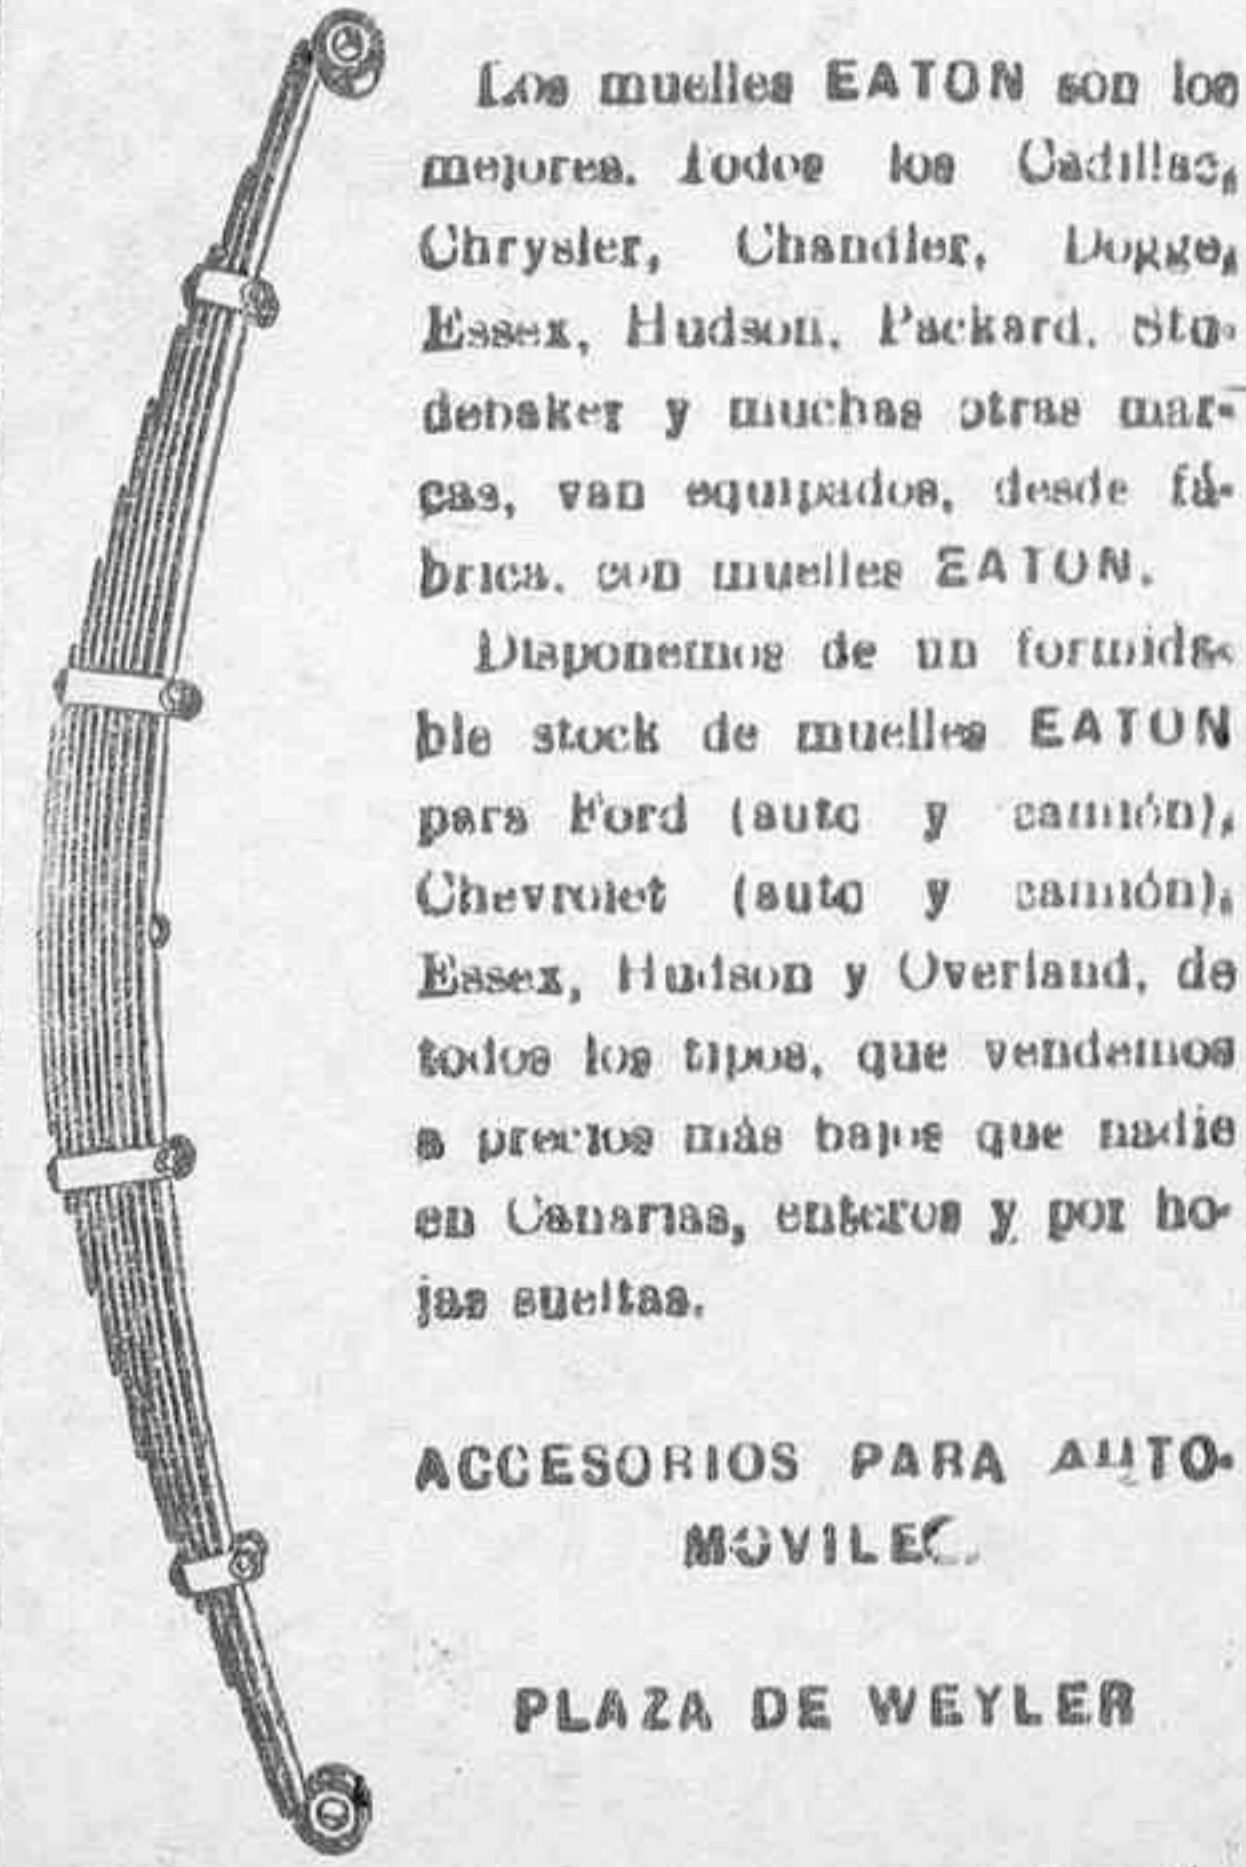 Los muelles EATON son los
mejores. Todos los Cadillac,
Chrysler, Chandler, Dogge,
Essex, Hudson, Packard, Stu-
debaker y muchas otras mar-
cas, van equipados, desde fá-
brica, con muelles EATON.
Disponemos de un formida-
ble stock de muelles EATON
para Ford (auto y camión),
Chevrolet (auto y camión),
Essex, Hudson y Overland, de
todos los tipos, que vendemos
a precios más bajos que nadie
en Canarias, enteros y por ho-
jas sueltas.
ACCESORIOS PARA AUTO-
MOVILES.
PLAZA DE WEYLER